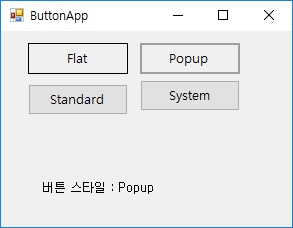 ButtonApp
Flat Popup
Standard System
버튼 스타일 : Popup